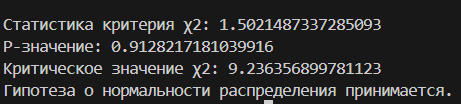 Статистика критерия χ2: 1.5021487337285093
P-значение: 0.9128217181039916
Критическое значение χ2: 9.236356899781123
Гипотеза о нормальности распределения принимается.